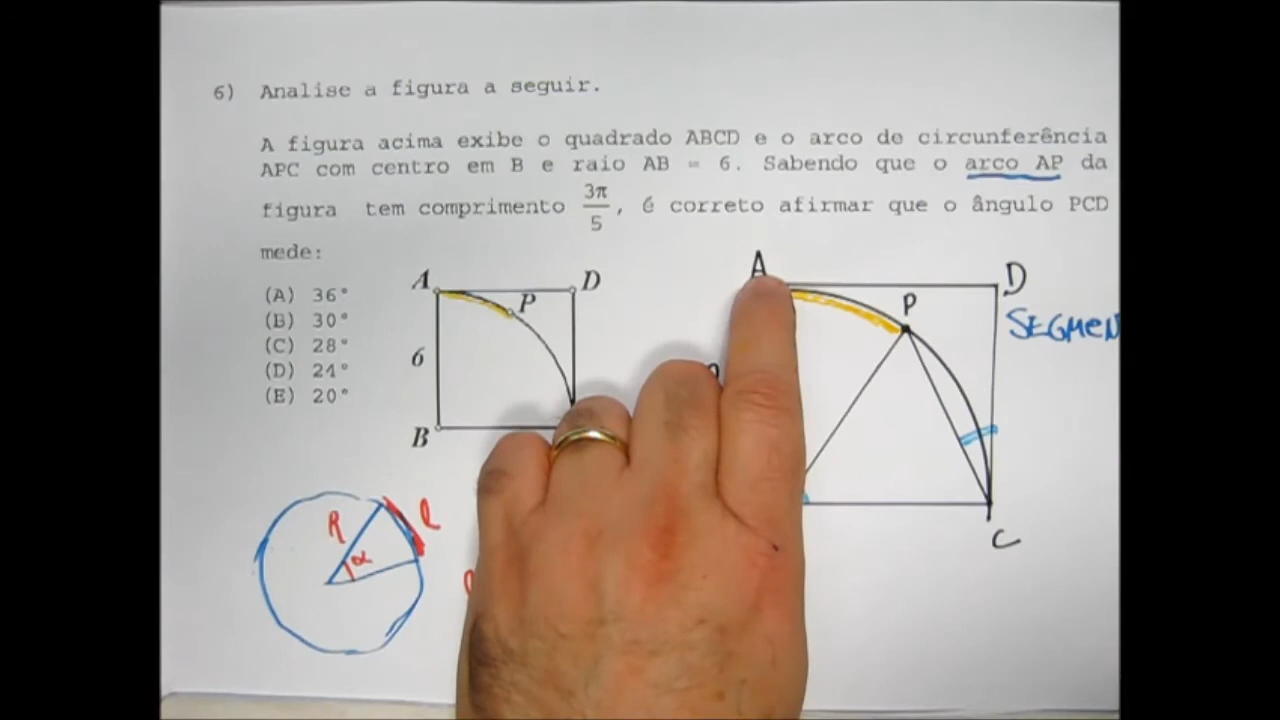 6) Analise a figura a seguir.
A figura acima exibe o quadrado ABCD e o arco de circunferência
APC com centro em B e raio AB = 6. Sabendo que o arco AP da
figura tem comprimento 3π/5, é correto afirmar que o ângulo PCD
mede:
(A) 36°
(B) 30°
(C) 28°
(D) 24°
(E) 20°
A
D
P
6
B
A
D
P
SEGMEN
C
R
l
α